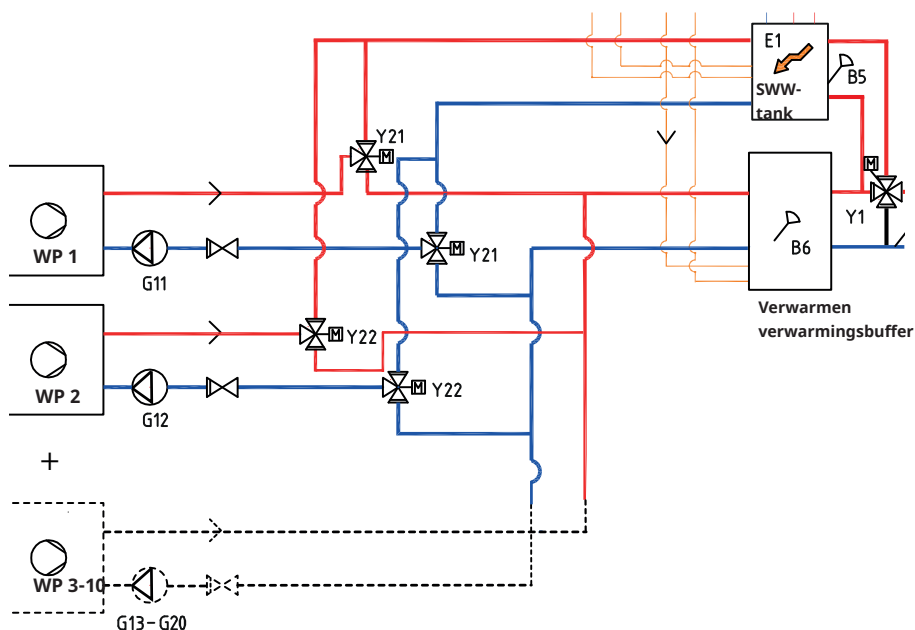 E1
B5
SWW-
tank
Y21
M
M
Y1
WP 1
G11
M
Y21
B6
Verwarmen
verwarmingsbuffer
M
Y22
WP 2
G12
M
Y22
+
WP 3-10
G13-G20